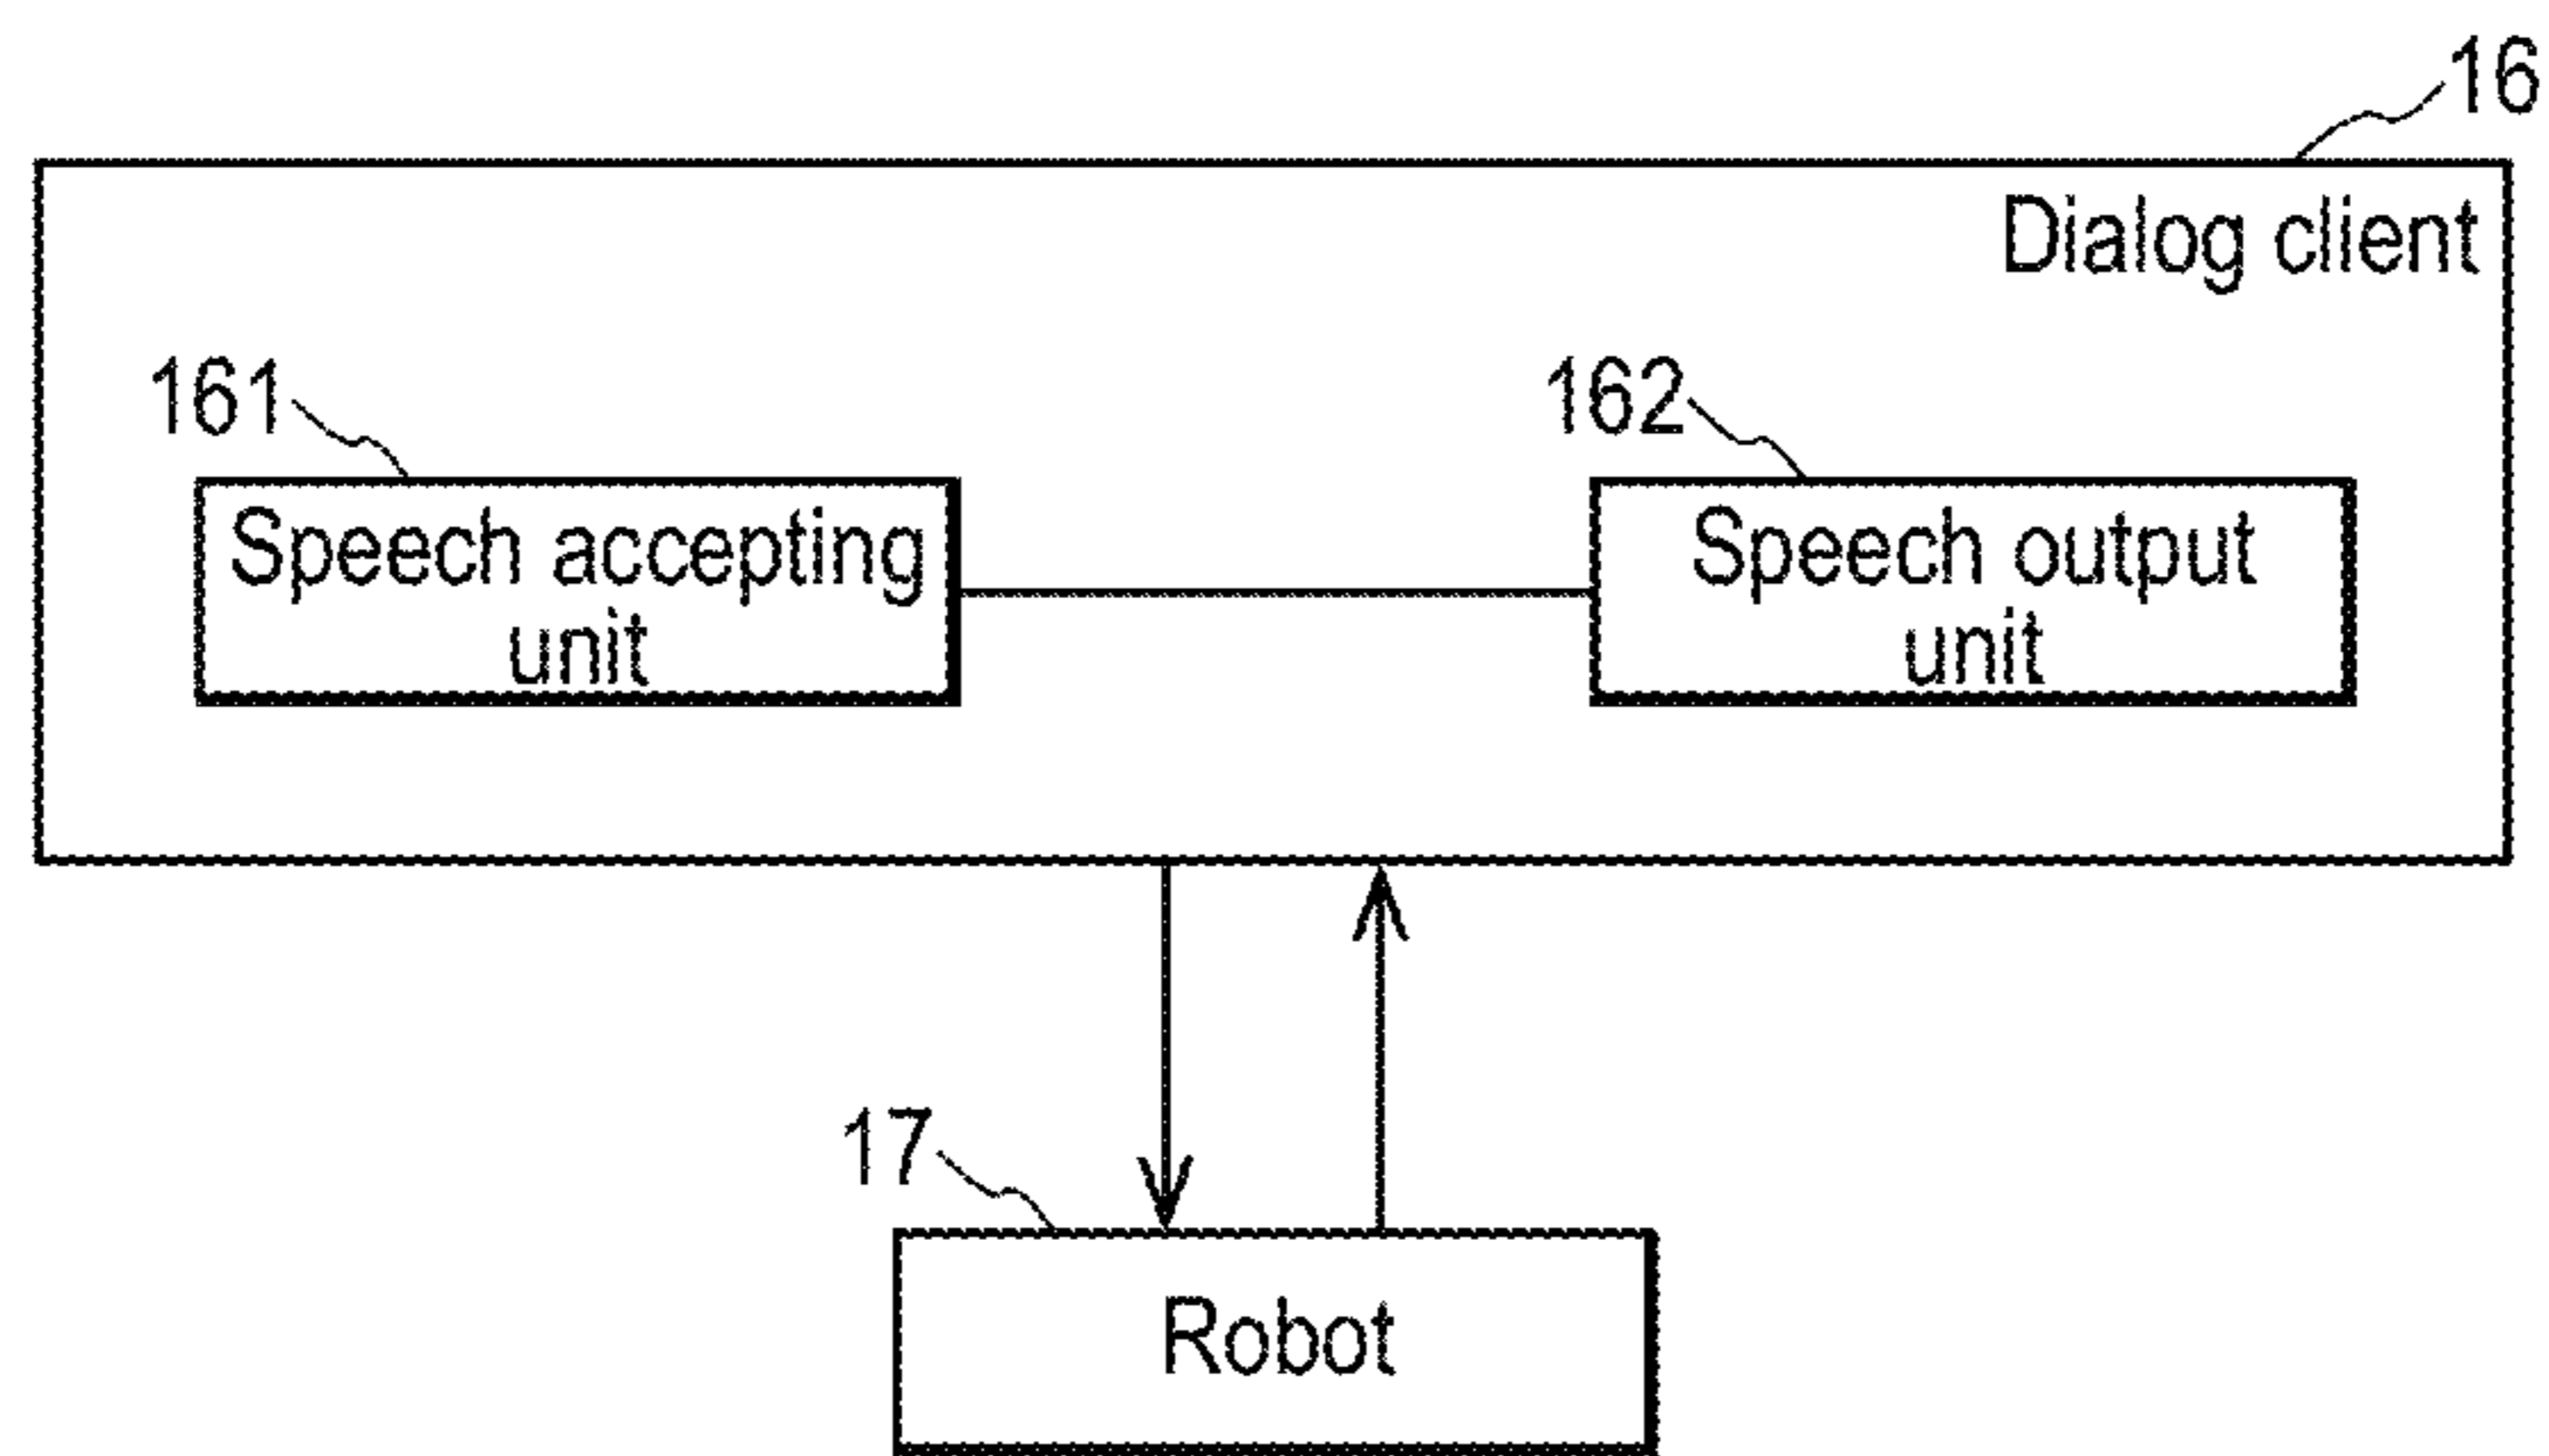 16
Dialog client
161
162
Speech accepting
unit
Speech output
unit
17
Robot